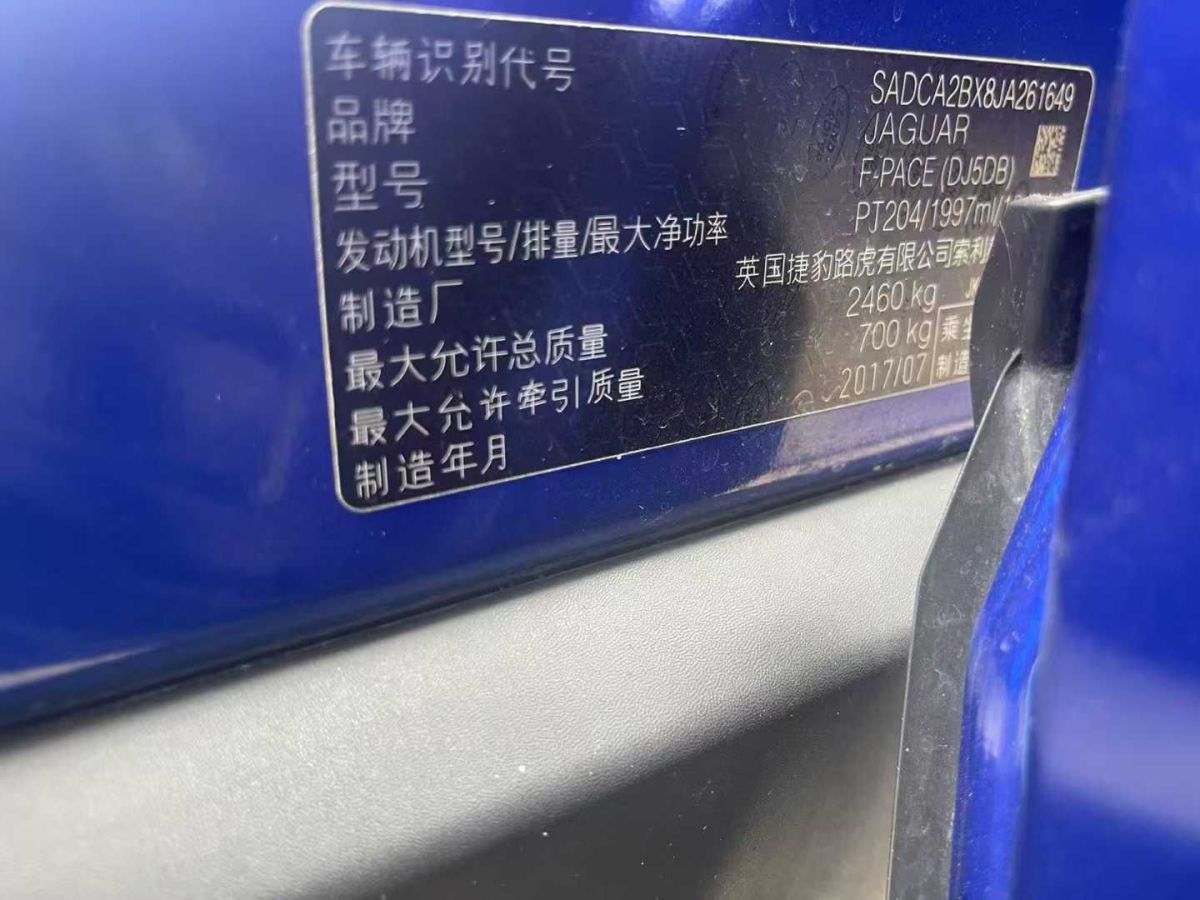 车辆识别代号 SADCA2BX8JA261649
品牌 JAGUAR
型号 F-PACE (DJ5DB)
发动机型号/排量/最大净功率 PT204/1997ml/
制造厂 英国捷豹路虎有限公司索利
最大允许总质量 2460 kg
最大允许牵引质量 700 kg 乘坐
制造年月 2017/07 制造